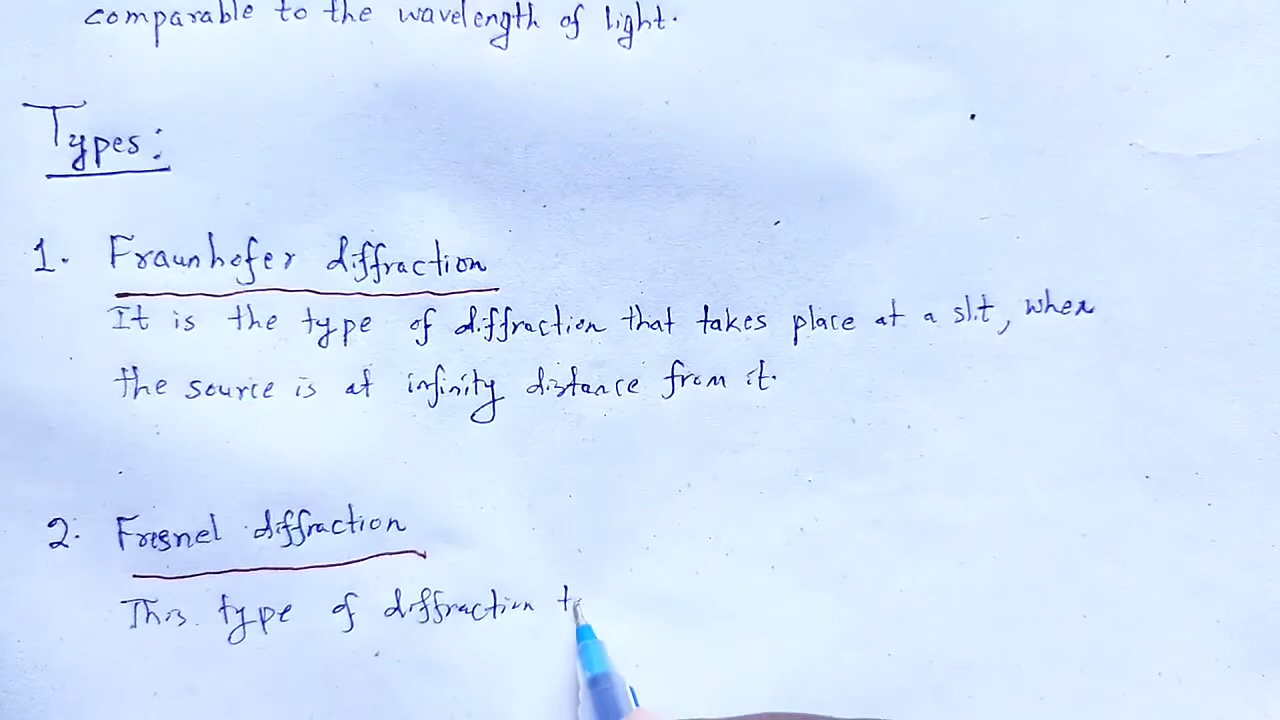 comparable to the wavelength of light.
Types:
1. Fraunhofer diffraction
It is the type of diffraction that takes place at a slit, when
the source is at infinity distance from it.
2. Fresnel diffraction
This type of diffraction t